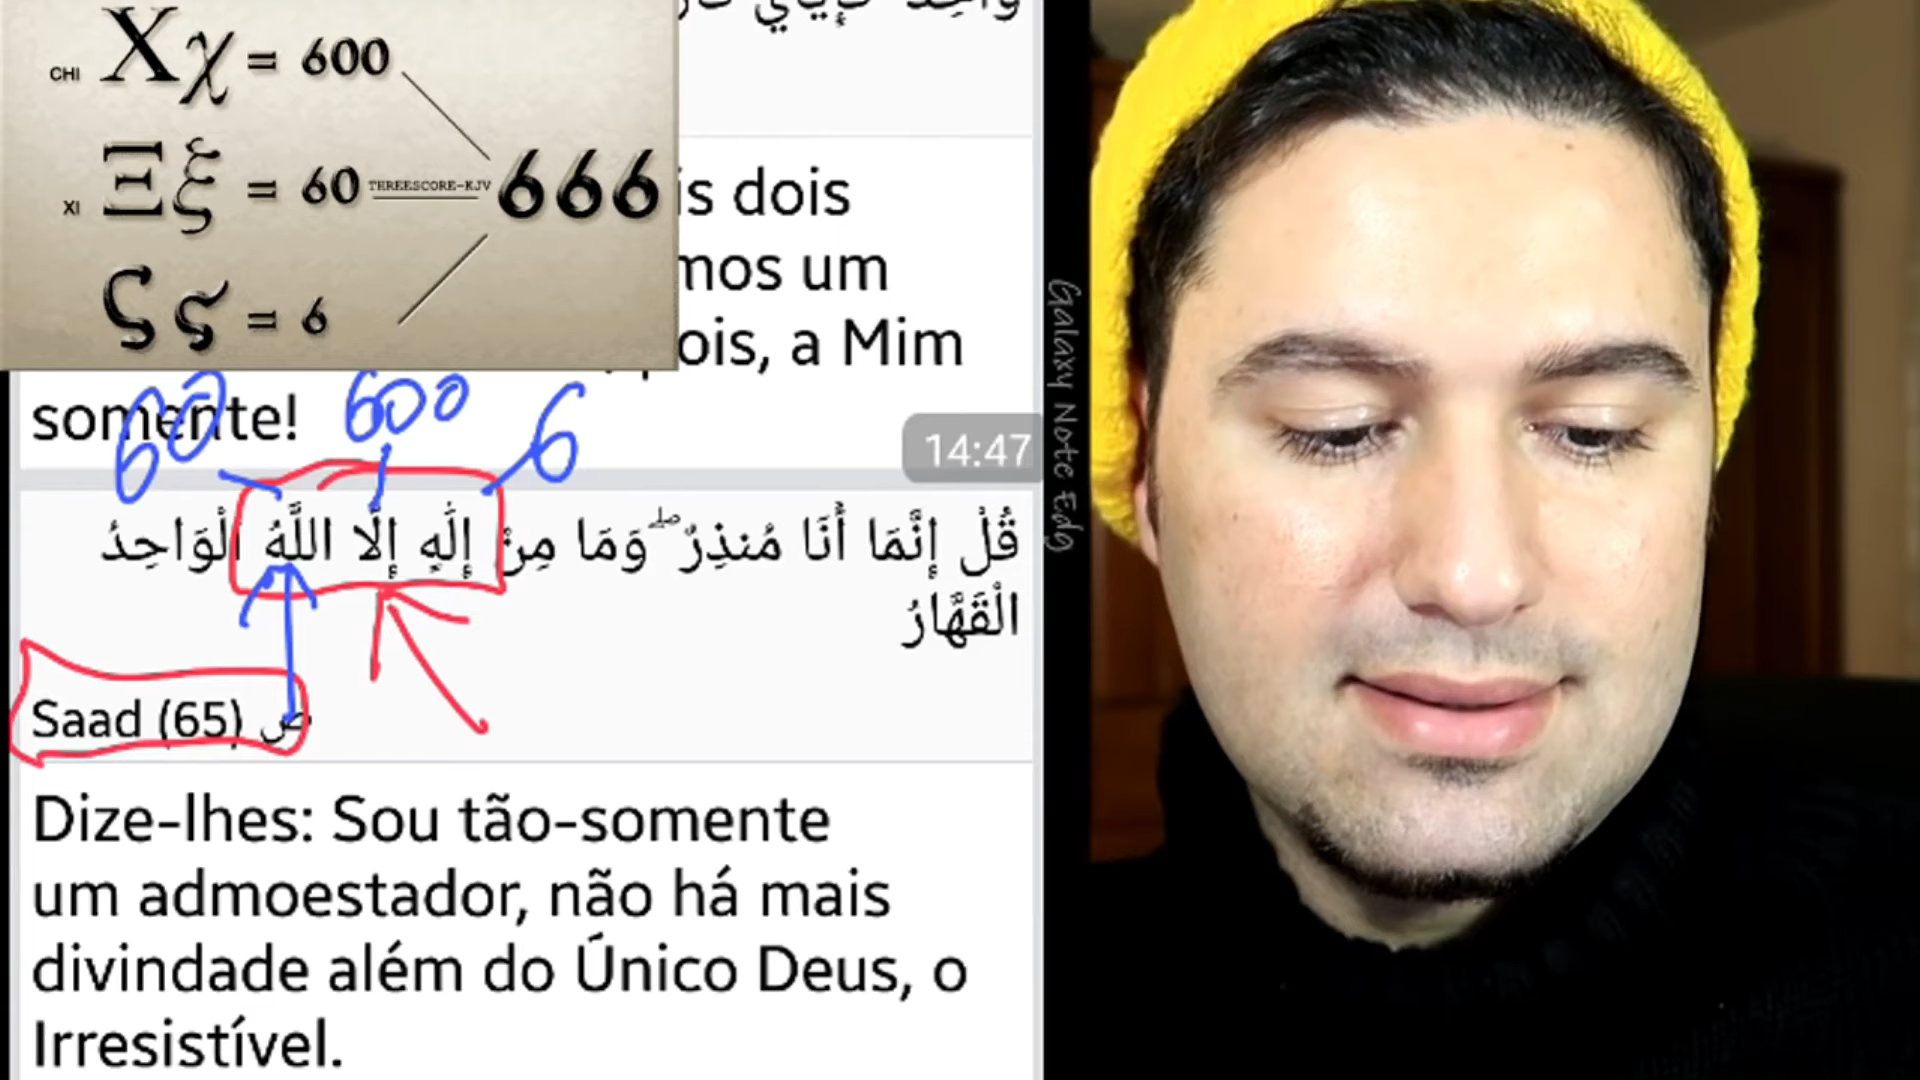 CHI Χχ = 600
XI Ξξ = 60 THREESCORE-KJV 666
Ϛϛ = 6
is dois
mos um
ois, a Mim
somente!
60 600 6
14:47
Galaxy Note Edg
قُلْ إِنَّمَا أَنَا مُنذِرٌ ۖ وَمَا مِنْ إِلَٰهٍ إِلَّا اللَّهُ الْوَاحِدُ
الْقَهَّارُ
Saad (65) ص
Dize-lhes: Sou tão-somente
um admoestador, não há mais
divindade além do Único Deus, o
Irresistível.